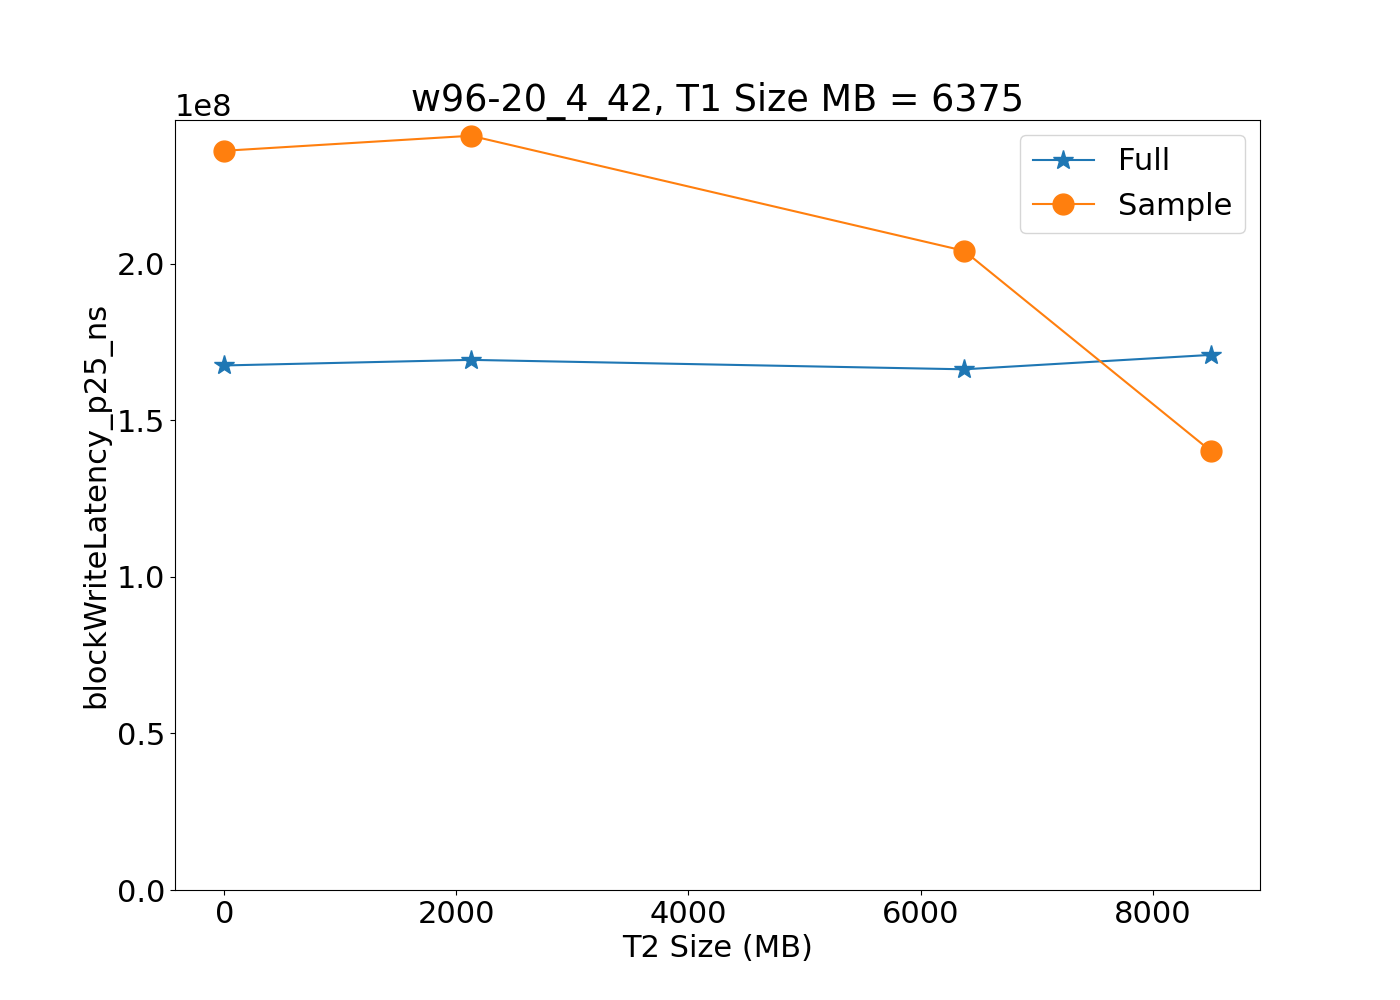 w96-20_4_42, T1 Size MB = 6375
1e8
Full
Sample
2.0
1.5
1.0
0.5
0.0
blockWriteLatency_p25_ns
0 2000 4000 6000 8000
T2 Size (MB)